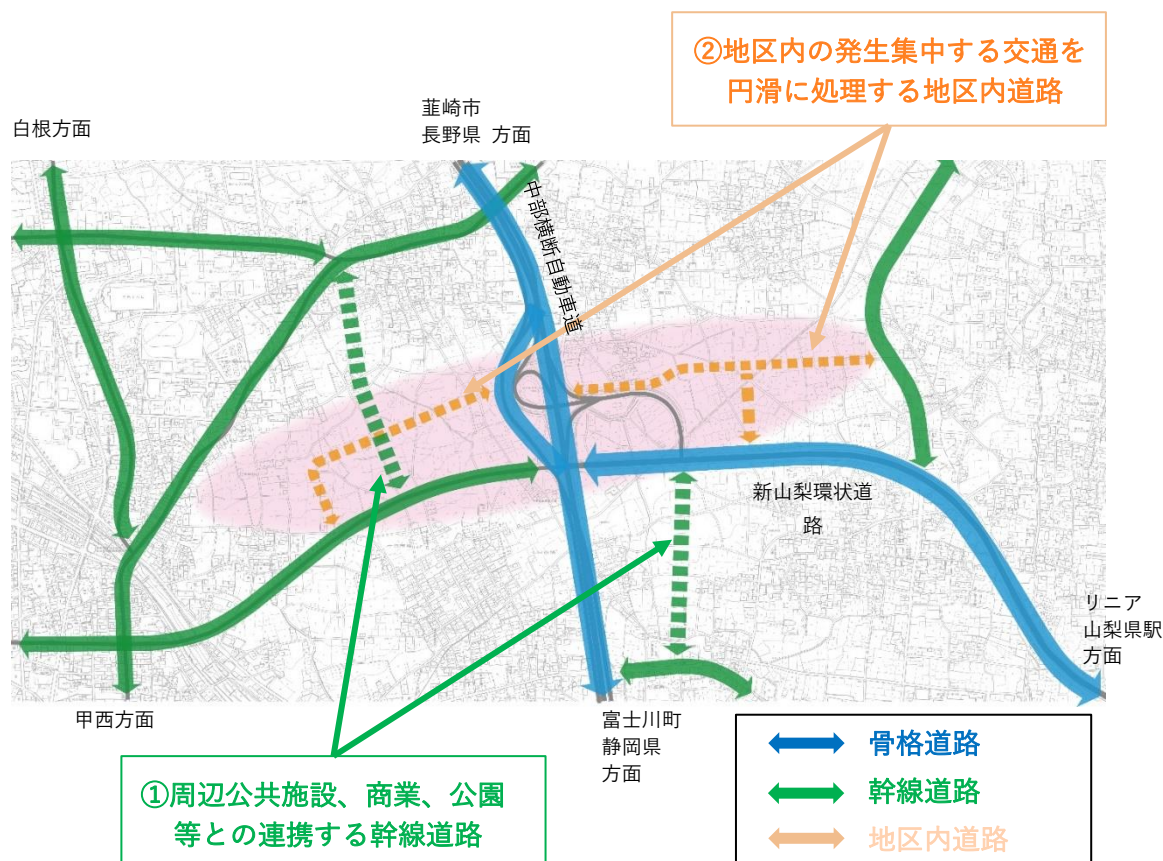 ②地区内の発生集中する交通を
円滑に処理する地区内道路
白根方面
韮崎市
長野県 方面
中部横断自動車道
新山梨環状道
路
リニア
山梨県駅
方面
甲西方面
富士川町
静岡県
方面
①周辺公共施設、商業、公園
等との連携する幹線道路
骨格道路
幹線道路
地区内道路